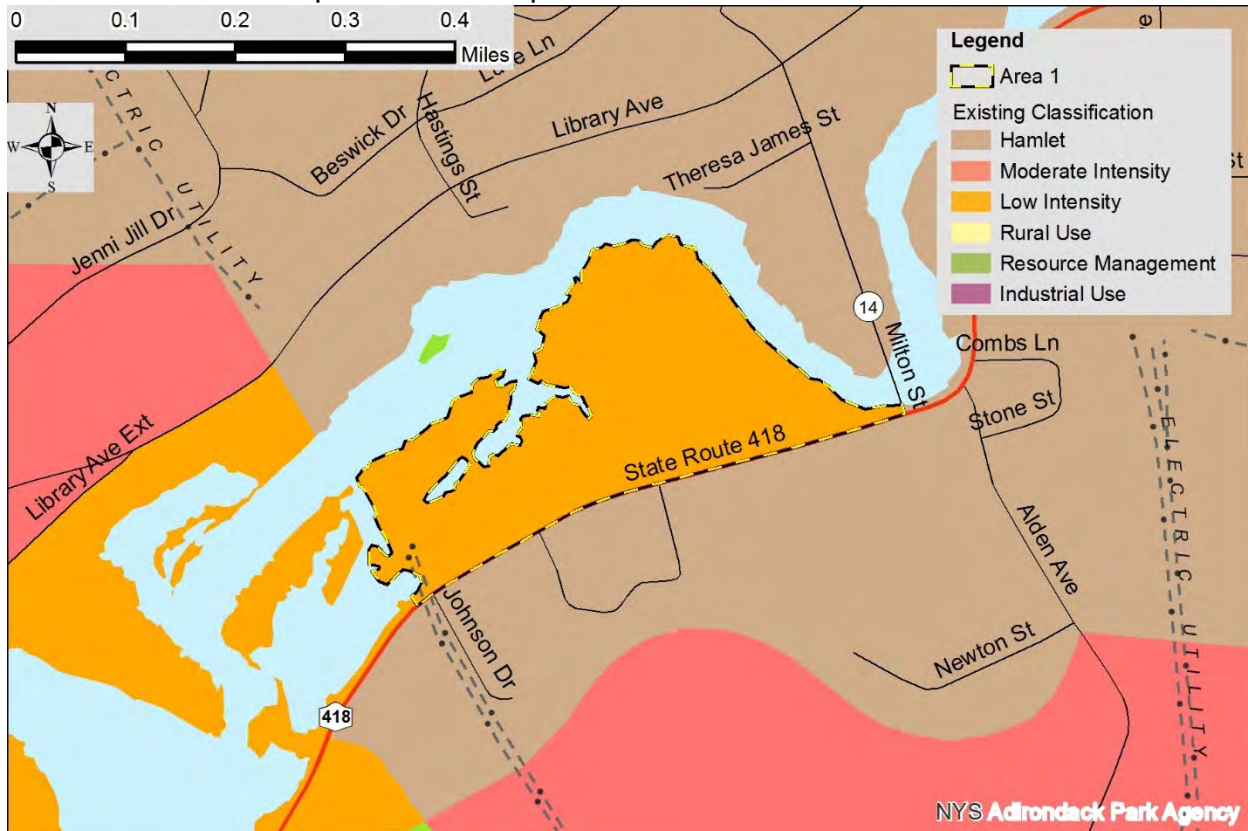 0 0.1 0.2 0.3 0.4
Miles
N
W E
S
Legend
Area 1
Existing Classification
Hamlet
Moderate Intensity
Low Intensity
Rural Use
Resource Management
Industrial Use
CTRIC UTILITY
Beswick Dr
Hastings St
Library Ave
Theresa James St
Jenni Jill Dr
14
Milton St
Combs Ln
Stone St
State Route 418
Library Ave Ext
Alden Ave
ELECTRIC UTILITY
Johnson Dr
Newton St
418
NYS Adirondack Park Agency